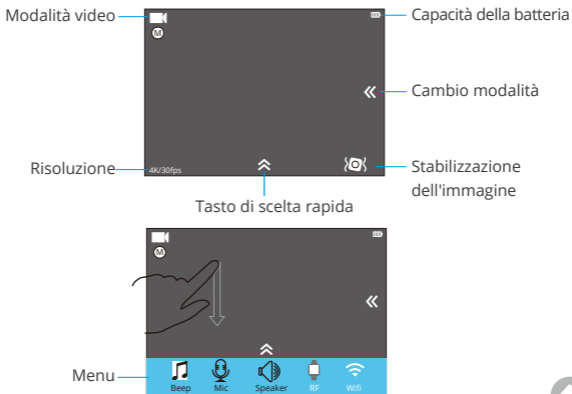 Modalità video
Capacità della batteria
M
Cambio modalità
Risoluzione
4K/30fps
Stabilizzazione
dell'immagine
Tasto di scelta rapida
M
Menu
Beep Mic Speaker RF Wifi